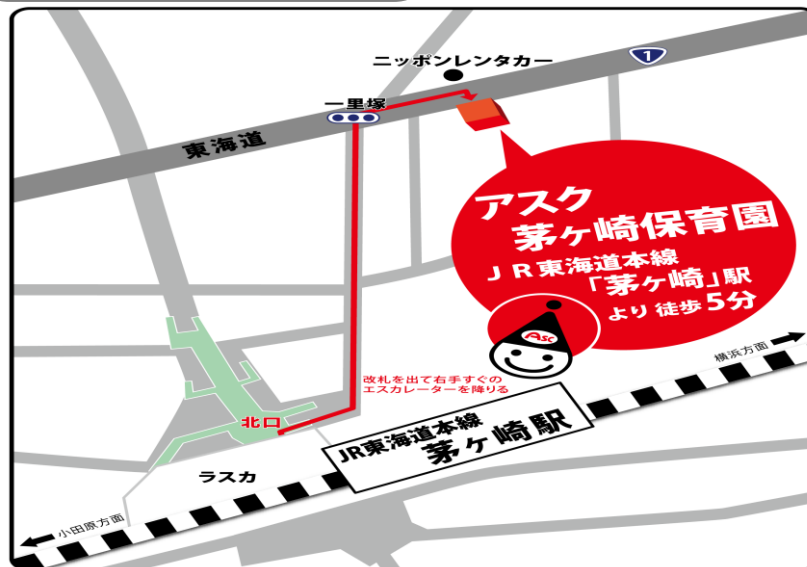 ニッポンレンタカー
1
一里塚
東海道
アスク
茅ヶ崎保育園
JR東海道本線
「茅ヶ崎」駅
より 徒歩5分
ASC
横浜方面
改札を出て右手すぐの
エスカレーターを降りる
北口
JR東海道本線
茅ヶ崎駅
ラスカ
小田原方面